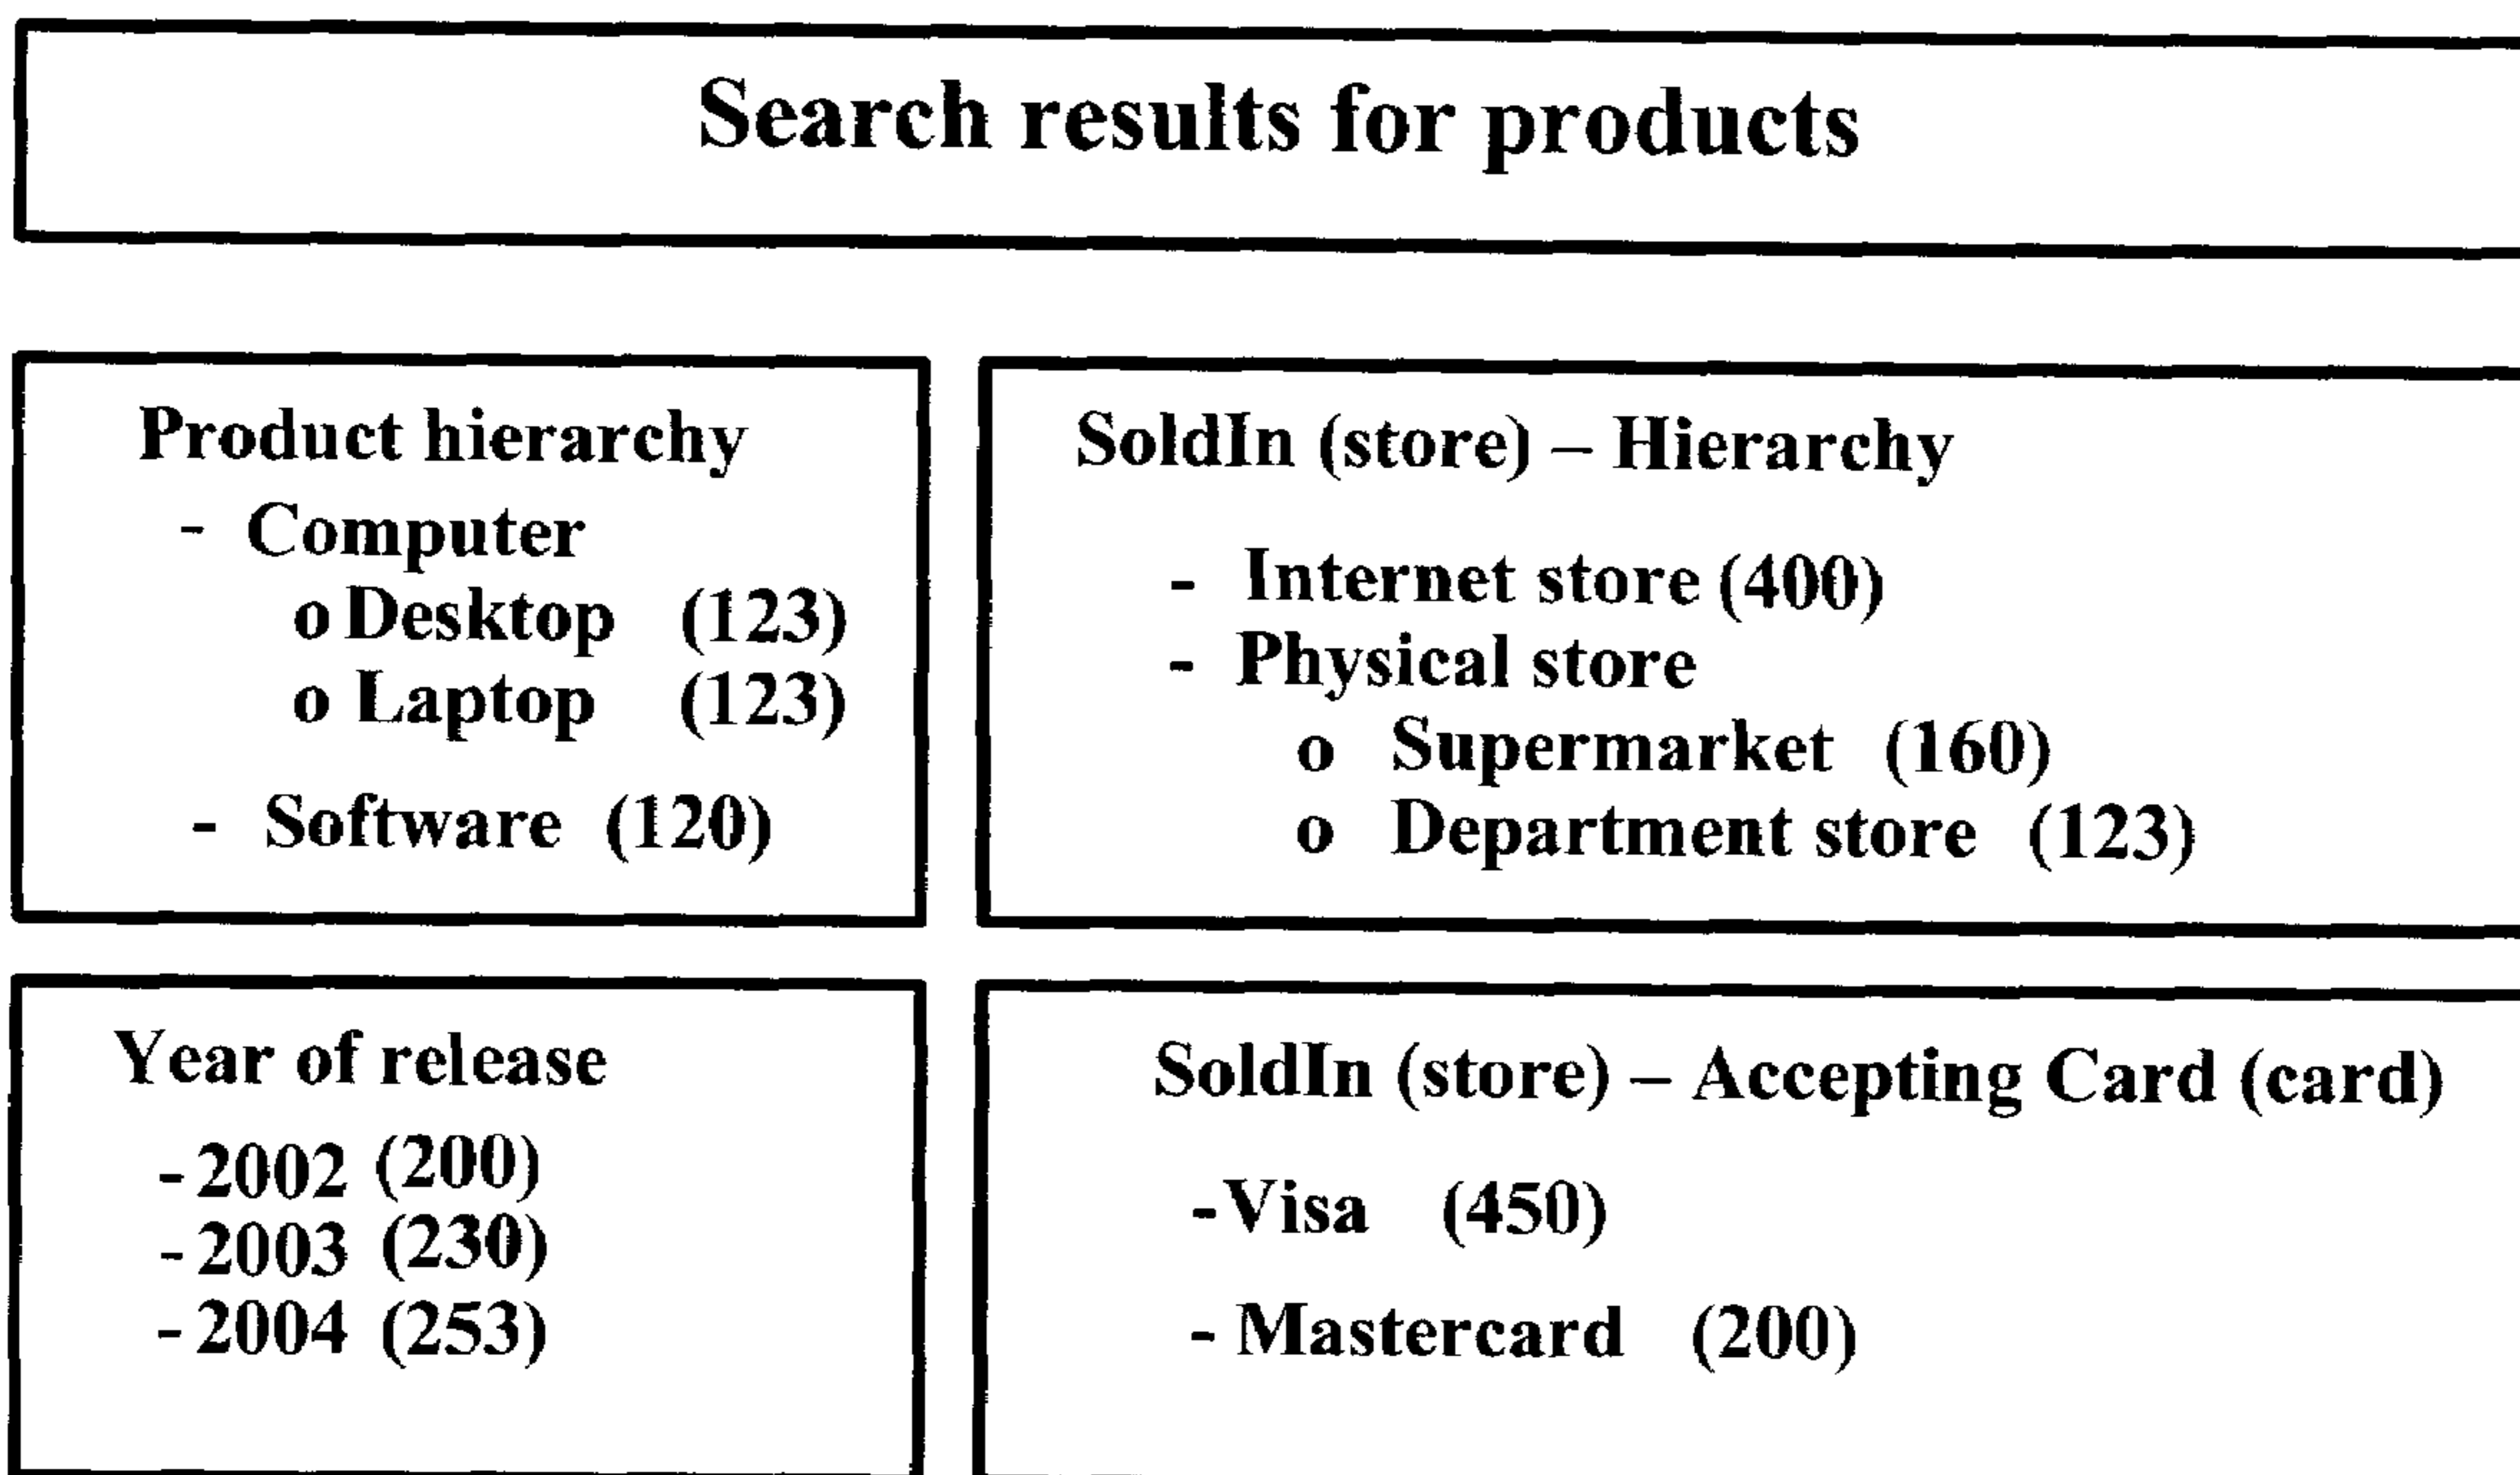 Search results for products
Product hierarchy
- Computer
o Desktop (123)
o Laptop (123)
- Software (120)
SoldIn (store) – Hierarchy
- Internet store (400)
- Physical store
o Supermarket (160)
o Department store (123)
Year of release
- 2002 (200)
- 2003 (230)
- 2004 (253)
SoldIn (store) – Accepting Card (card)
- Visa (450)
- Mastercard (200)